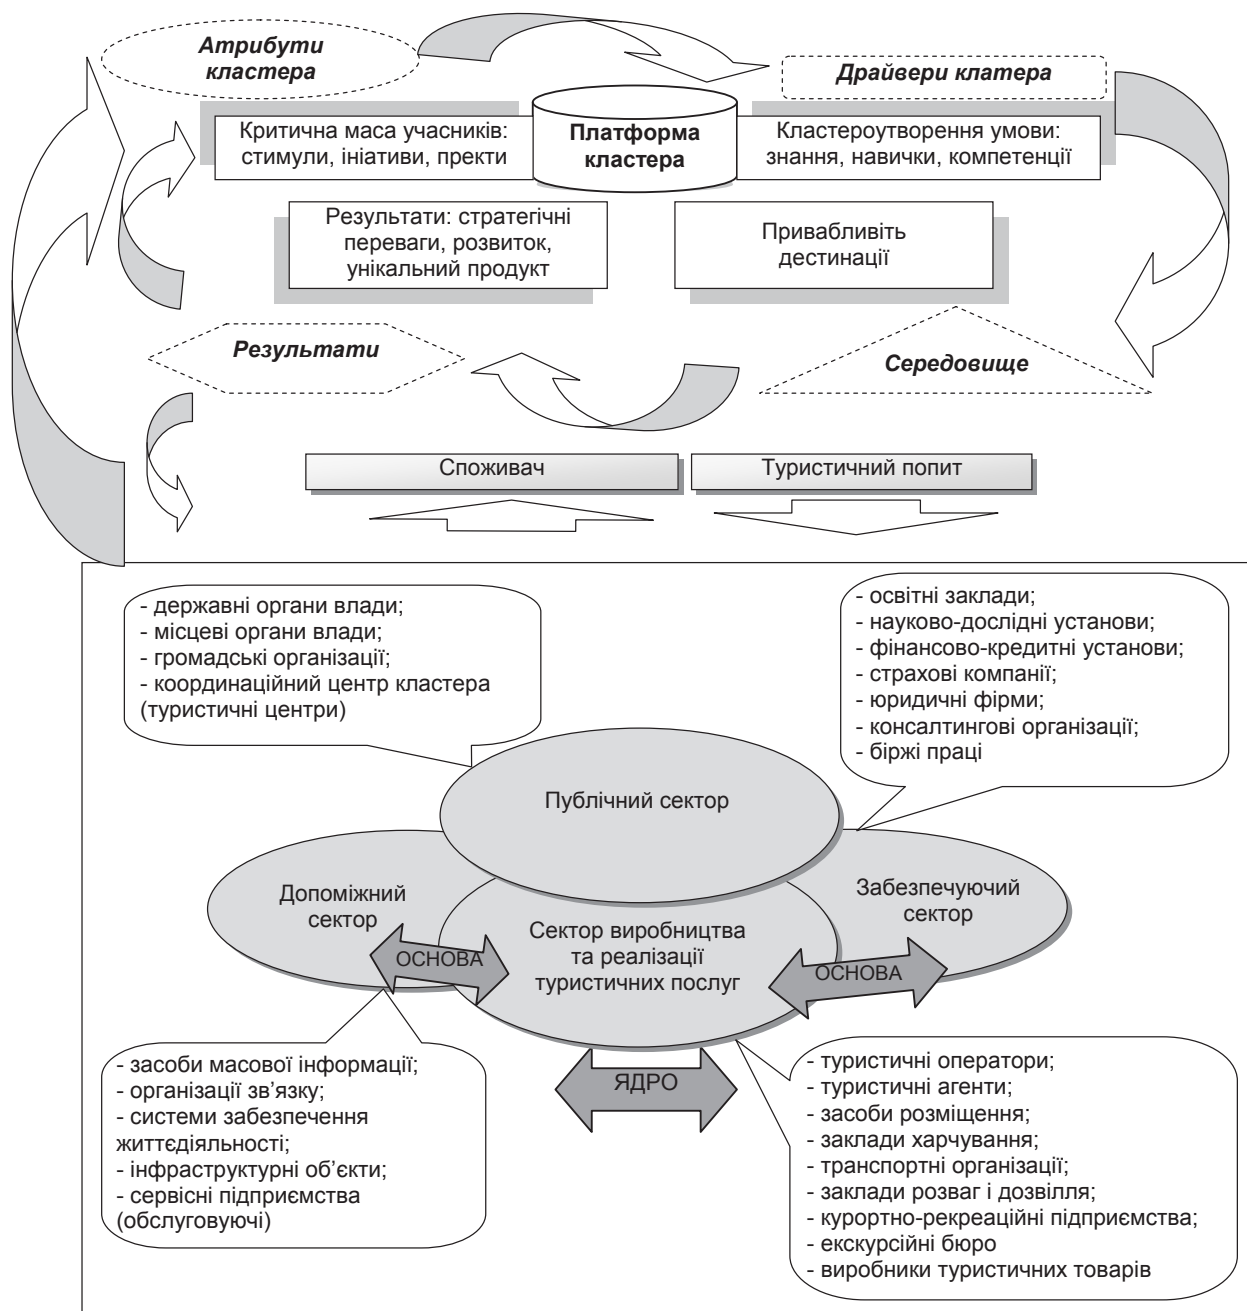 Атрибути
кластера
Драйвери клатера
Критична маса учасників:
стимули, ініативи, пректи
Платформа
кластера
Кластероутворення умови:
знання, навички, компетенції
Результати: стратегічні
переваги, розвиток,
унікальний продукт
Привабливіть
дестинації
Результати
Середовище
Споживач
Туристичний попит
- державні органи влади;
- місцеві органи влади;
- громадські організації;
- координаційний центр кластера
(туристичні центри)
- освітні заклади;
- науково-дослідні установи;
- фінансово-кредитні установи;
- страхові компанії;
- юридичні фірми;
- консалтингові організації;
- біржі праці
Публічний сектор
Допоміжний
сектор
Забезпечуючий
сектор
Сектор виробництва
та реалізації
туристичних послуг
ОСНОВА
ОСНОВА
ЯДРО
- засоби масової інформації;
- організації зв’язку;
- системи забезпечення
життєдіяльності;
- інфраструктурні об’єкти;
- сервісні підприємства
(обслуговуючі)
- туристичні оператори;
- туристичні агенти;
- засоби розміщення;
- заклади харчування;
- транспортні організації;
- заклади розваг і дозвілля;
- курортно-рекреаційні підприємства;
- екскурсійні бюро
- виробники туристичних товарів